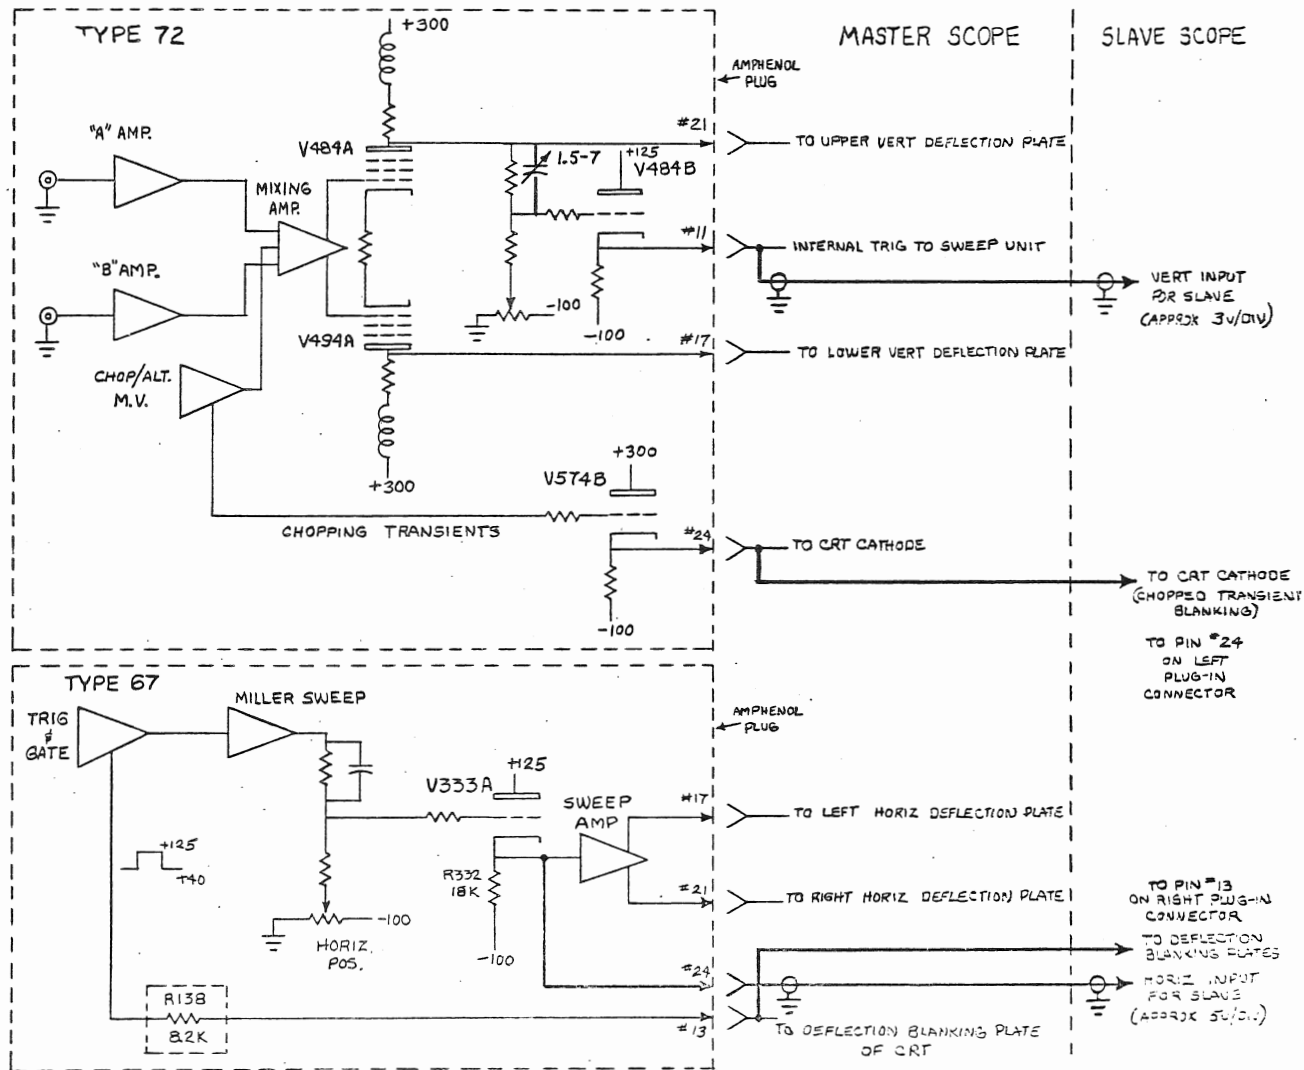 TYPE 72
+300
MASTER SCOPE
SLAVE SCOPE
AMPHENOL
PLUG
"A" AMP.
#21
TO UPPER VERT DEFLECTION PLATE
V484A
1.5-7
+125
V484B
MIXING
AMP.
#11
INTERNAL TRIG TO SWEEP UNIT
"B" AMP.
VERT INPUT
FOR SLAVE
(APPROX 3V/DIV)
-100
-100
V494A
#17
TO LOWER VERT DEFLECTION PLATE
CHOP/ALT.
M.V.
+300
+300
V574B
CHOPPING TRANSIENTS
#24
TO CRT CATHODE
TO CRT CATHODE
(CHOPPED TRANSIENT
BLANKING)
-100
TO PIN #24
ON LEFT
PLUG-IN
CONNECTOR
TYPE 67
MILLER SWEEP
AMPHENOL
PLUG
TRIG
&
GATE
+125
V333A
SWEEP
AMP
#17
TO LEFT HORIZ DEFLECTION PLATE
+125
+40
R332
18K
#21
TO RIGHT HORIZ DEFLECTION PLATE
TO PIN #13
ON RIGHT PLUG-IN
CONNECTOR
-100
HORIZ.
POS.
-100
TO DEFLECTION
BLANKING PLATES
#24
HORIZ INPUT
FOR SLAVE
(APPROX 5V/DIV)
R138
8.2K
#13
TO DEFLECTION BLANKING PLATE
OF CRT